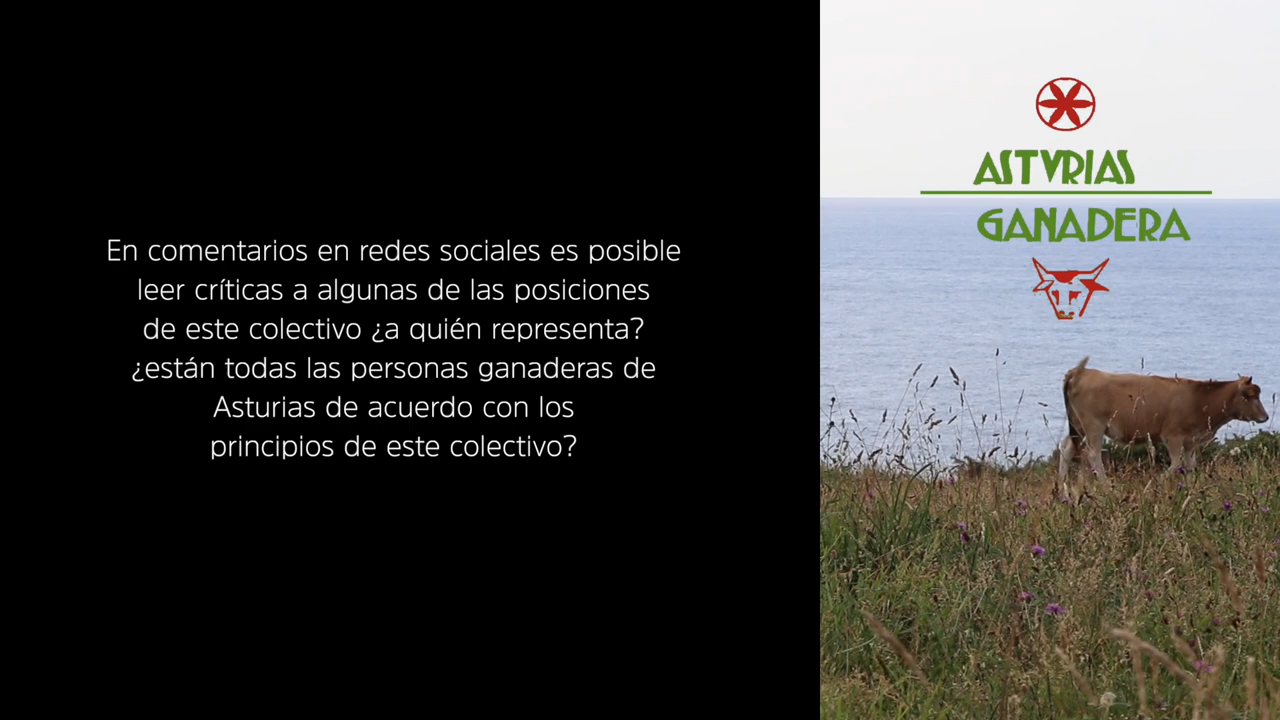 En comentarios en redes sociales es posible
leer críticas a algunas de las posiciones
de este colectivo ¿a quién representa?
¿están todas las personas ganaderas de
Asturias de acuerdo con los
principios de este colectivo?
ASTVRIAS
GANADERA